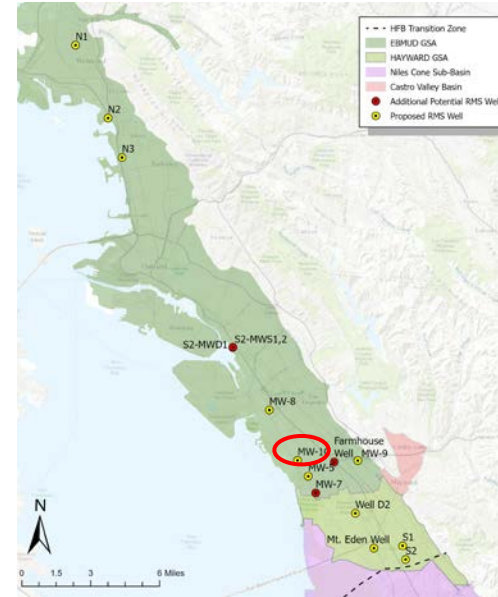 HFB Transition Zone
EBMUD GSA
HAYWARD GSA
Niles Cone Sub-Basin
Castro Valley Basin
Additional Potential RMS Well
Proposed RMS Well
N1
N2
N3
S2-MWD1
S2-MWS1,2
MW-8
Farmhouse
Well
MW-10
MW-9
MW-5
MW-7
Well D2
Mt. Eden Well
S1
S2
N
0 1.5 3 6 Miles